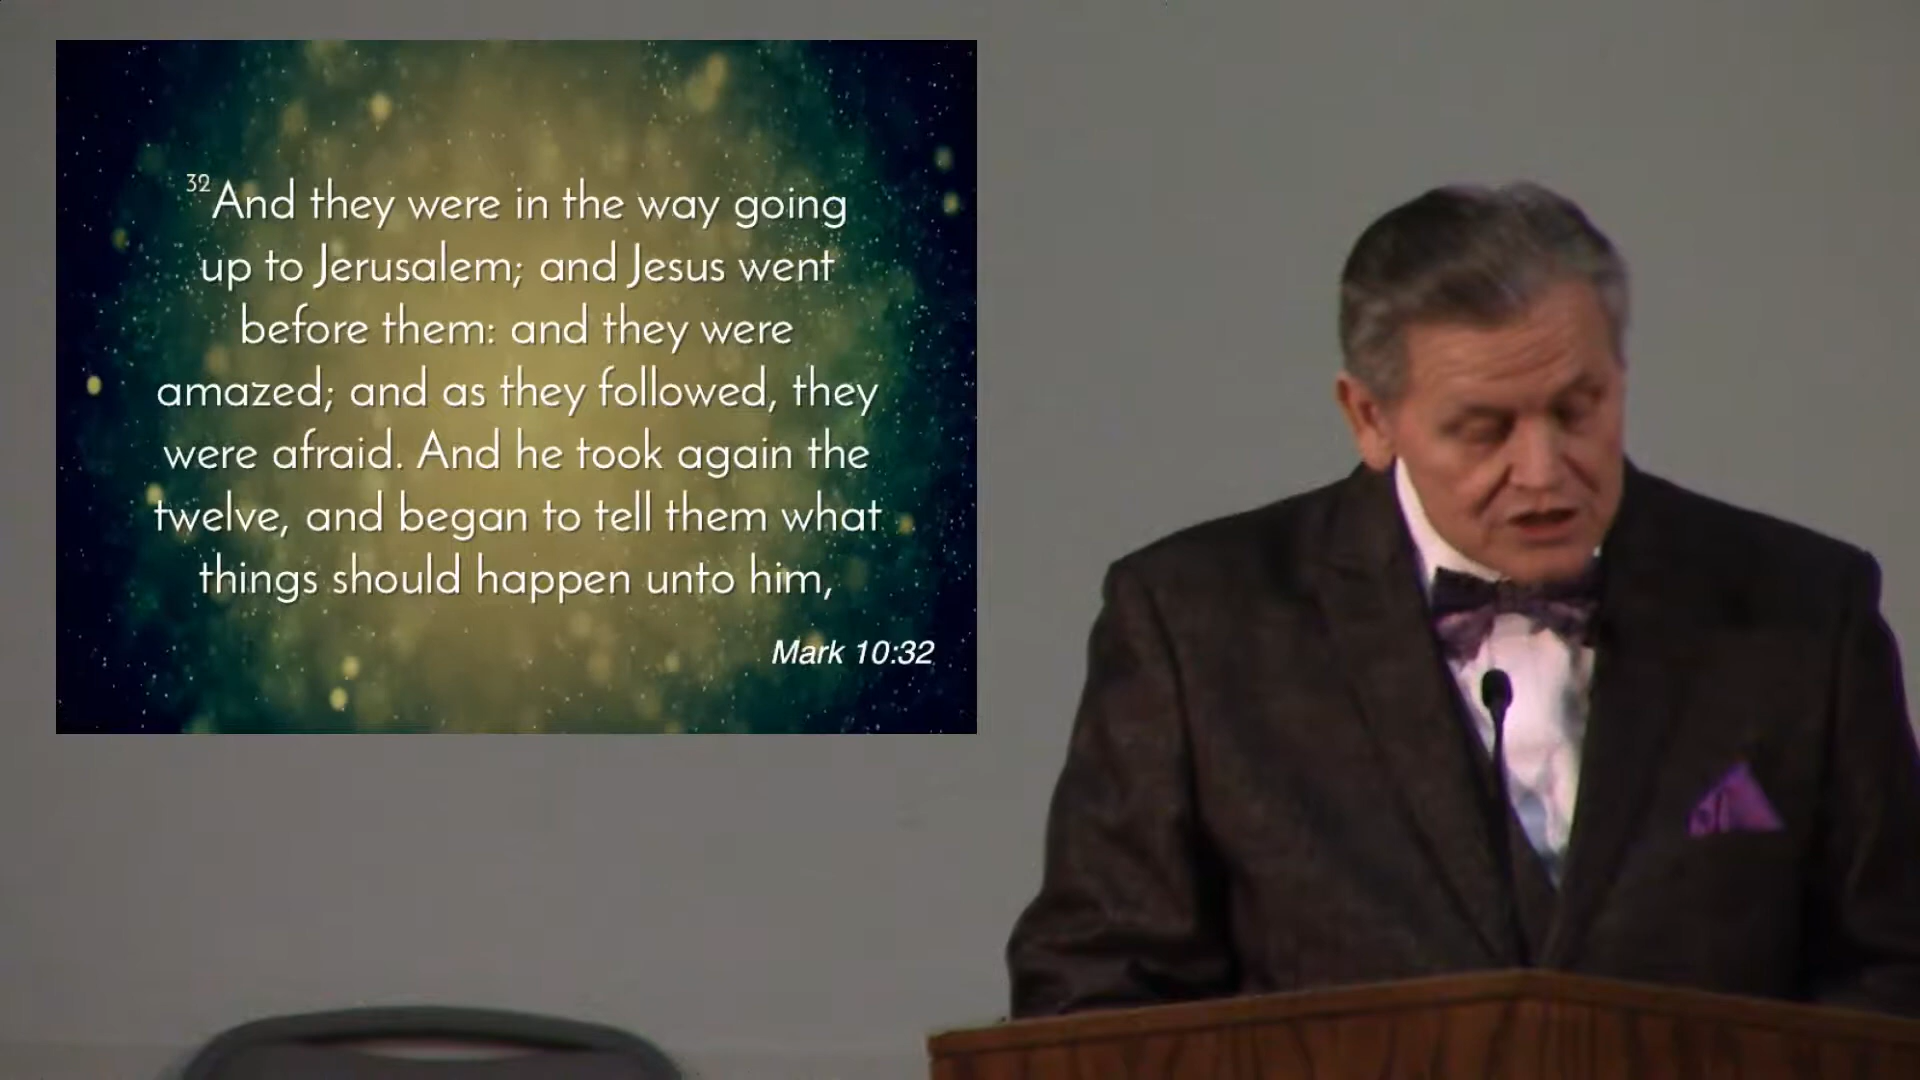 32And they were in the way going
up to Jerusalem; and Jesus went
before them: and they were
amazed; and as they followed, they
were afraid. And he took again the
twelve, and began to tell them what
things should happen unto him,
Mark 10:32